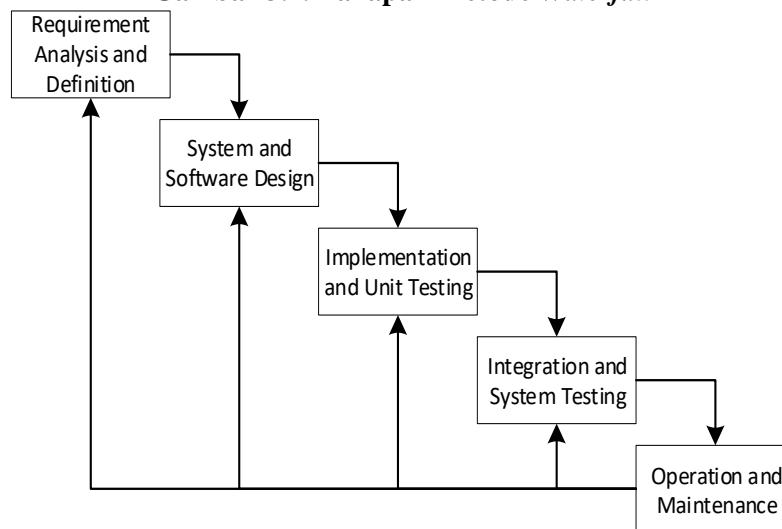 Requirement
Analysis and
Definition
System and
Software Design
Implementation
and Unit Testing
Integration and
System Testing
Operation and
Maintenance